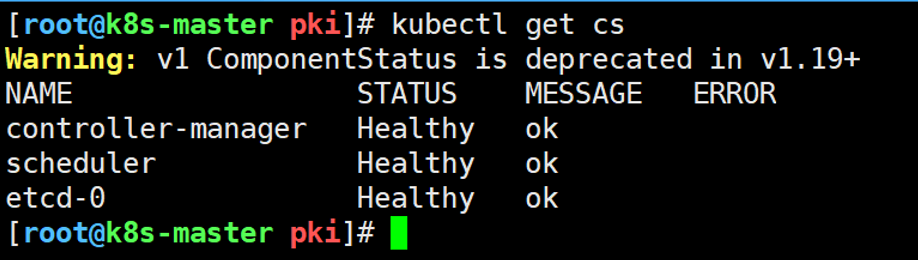 [root@k8s-master pki]# kubectl get cs
Warning: v1 ComponentStatus is deprecated in v1.19+
NAME                 STATUS    MESSAGE   ERROR
controller-manager   Healthy   ok
scheduler            Healthy   ok
etcd-0               Healthy   ok
[root@k8s-master pki]#